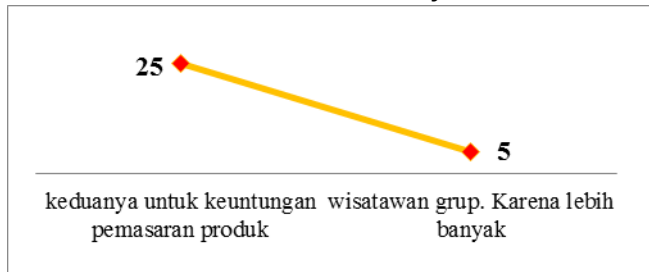 25
5
keduanya untuk keuntungan
pemasaran produk
wisatawan grup. Karena lebih
banyak